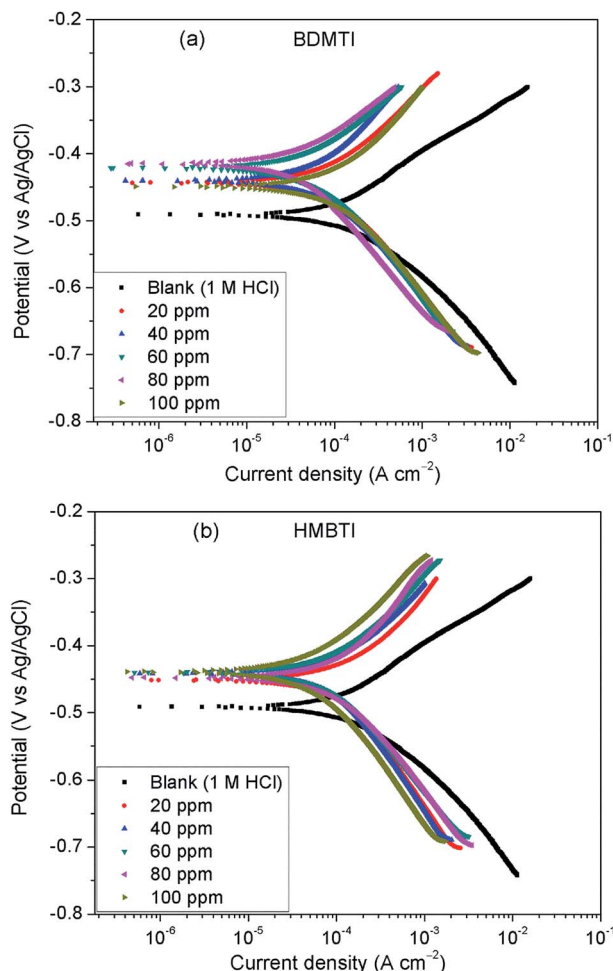 (a) BDMTI
-0.2
-0.3
-0.4
-0.5
-0.6
-0.7
-0.8
Potential (V vs Ag/AgCl)
Blank (1 M HCl)
20 ppm
40 ppm
60 ppm
80 ppm
100 ppm
10⁻⁶ 10⁻⁵ 10⁻⁴ 10⁻³ 10⁻² 10⁻¹
Current density (A cm⁻²)
(b) HMBTI
-0.2
-0.3
-0.4
-0.5
-0.6
-0.7
-0.8
Potential (V vs Ag/AgCl)
Blank (1 M HCl)
20 ppm
40 ppm
60 ppm
80 ppm
100 ppm
10⁻⁶ 10⁻⁵ 10⁻⁴ 10⁻³ 10⁻² 10⁻¹
Current density (A cm⁻²)